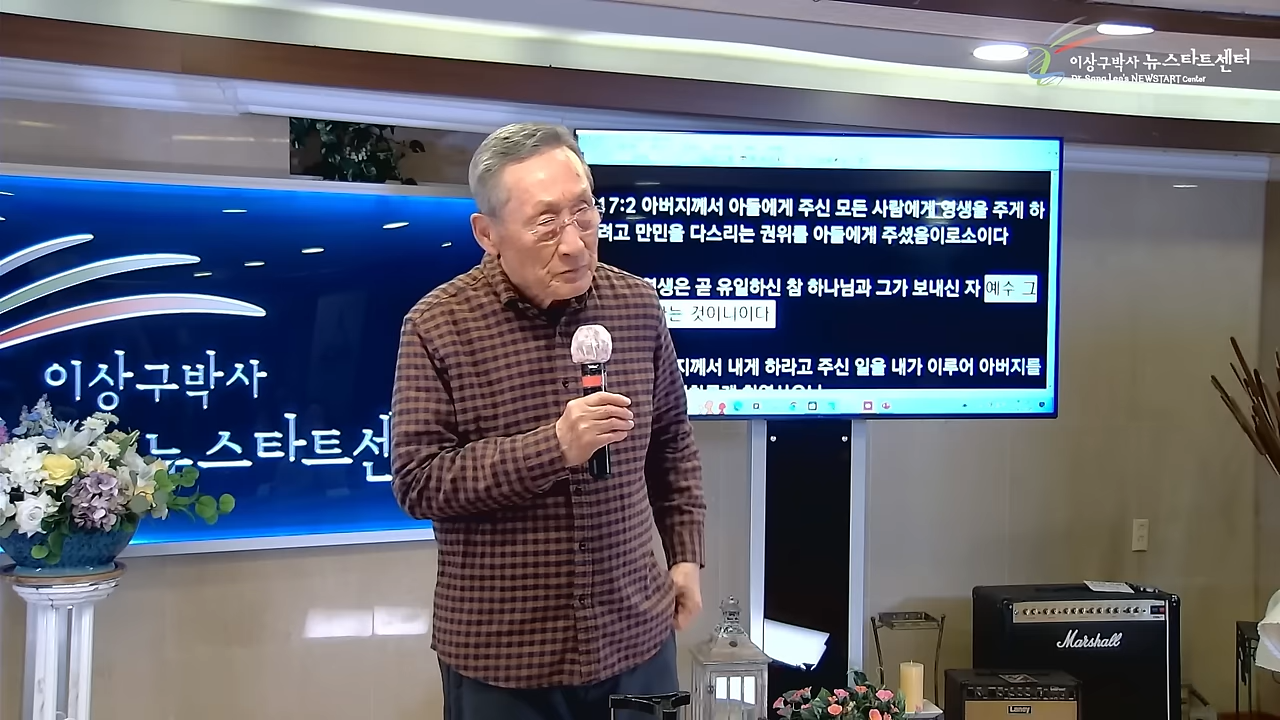 이상구박사 뉴스타트센터
Dr. Sang Lee's NEWSTART Center
7:2 아버지께서 아들에게 주신 모든 사람에게 영생을 주게 하
려고 만민을 다스리는 권위를 아들에게 주셨음이로소이다
영생은 곧 유일하신 참 하나님과 그가 보내신 자 예수 그
는 것이니이다
지께서 내게 하라고 주신 일을 내가 이루어 아버지를
이상구박사
뉴스타트센
Marshall
Laney